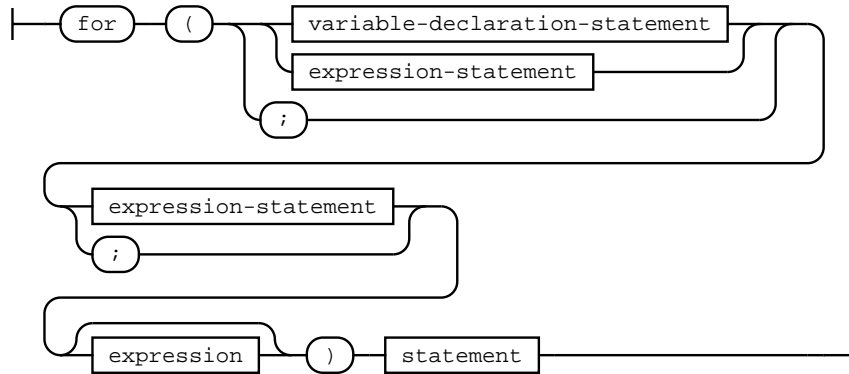 for ( variable-declaration-statement
expression-statement
;
expression-statement
;
expression ) statement